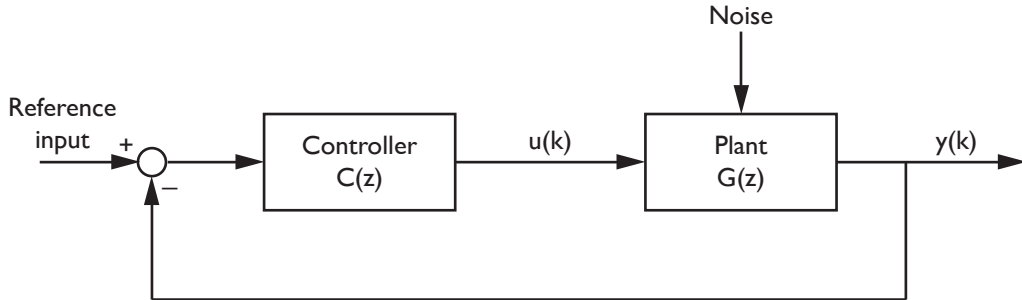 Noise
Reference
input
+
−
Controller
C(z)
u(k)
Plant
G(z)
y(k)